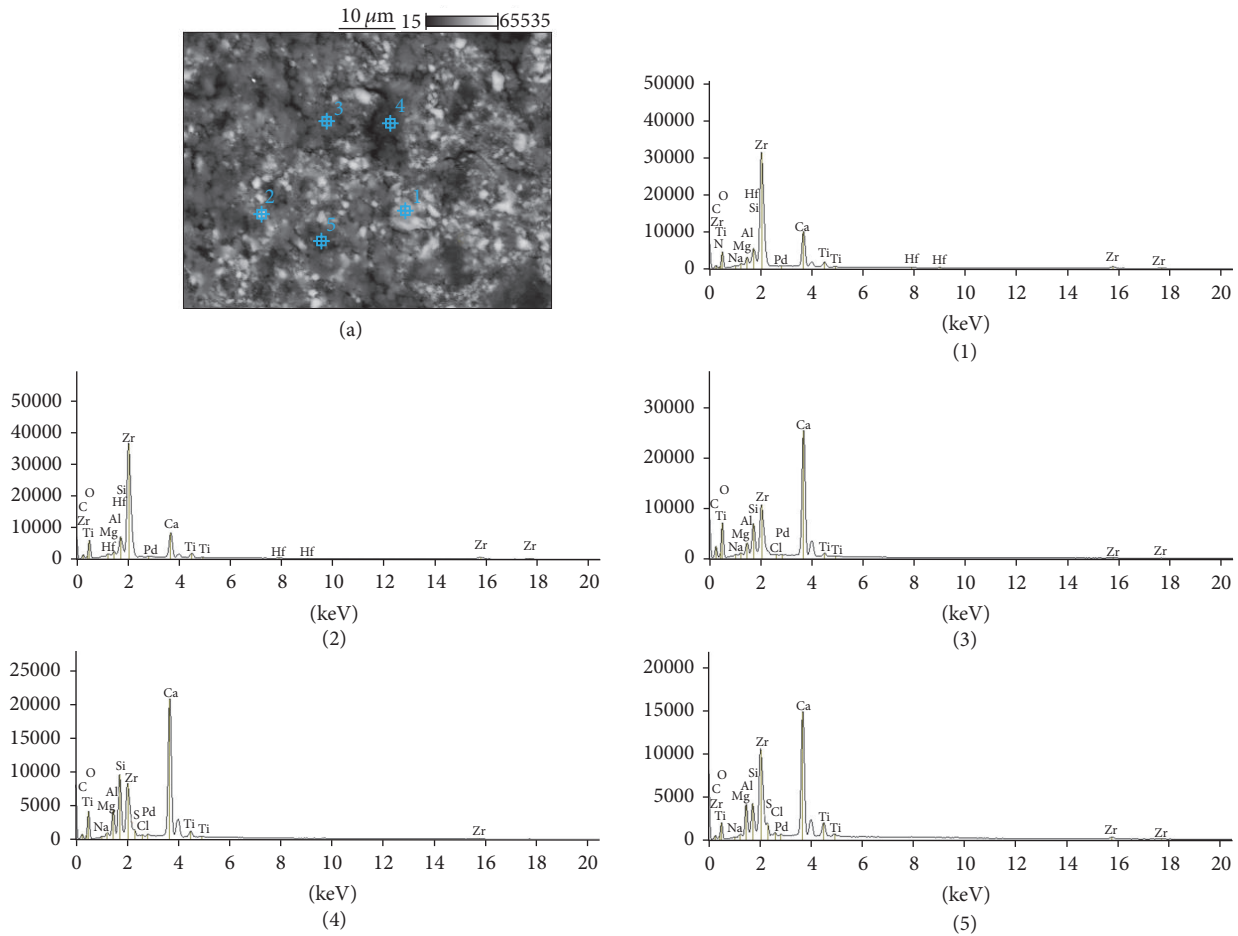 10 μm 15 65535
3 4
2 1
5
(a)
50000
40000
30000
20000
10000
0
Zr
O Hf
C Si
Zr Al Ca
Ti Mg
N Na Pd Ti Ti Hf Hf Zr Zr
0 2 4 6 8 10 12 14 16 18 20
(keV)
(1)
50000
40000
30000
20000
10000
0
Zr
O Si
C Hf
Zr Al Ca
Ti Mg
Hf Pd Ti Ti Hf Hf Zr Zr
0 2 4 6 8 10 12 14 16 18 20
(keV)
(2)
30000
20000
10000
0
Ca
O Zr
C Si
Ti Al
Mg Pd
Na Cl Ti Ti Zr Zr
0 2 4 6 8 10 12 14 16 18 20
(keV)
(3)
25000
20000
15000
10000
5000
0
Ca
O Si Zr
C Al
Ti Mg S Pd
Na Cl Ti Ti Zr
0 2 4 6 8 10 12 14 16 18 20
(keV)
(4)
20000
15000
10000
5000
0
Ca
Zr
O Si
C Al
Zr Mg S Cl
Ti Ti
Na Pd Ti Zr Zr
0 2 4 6 8 10 12 14 16 18 20
(keV)
(5)